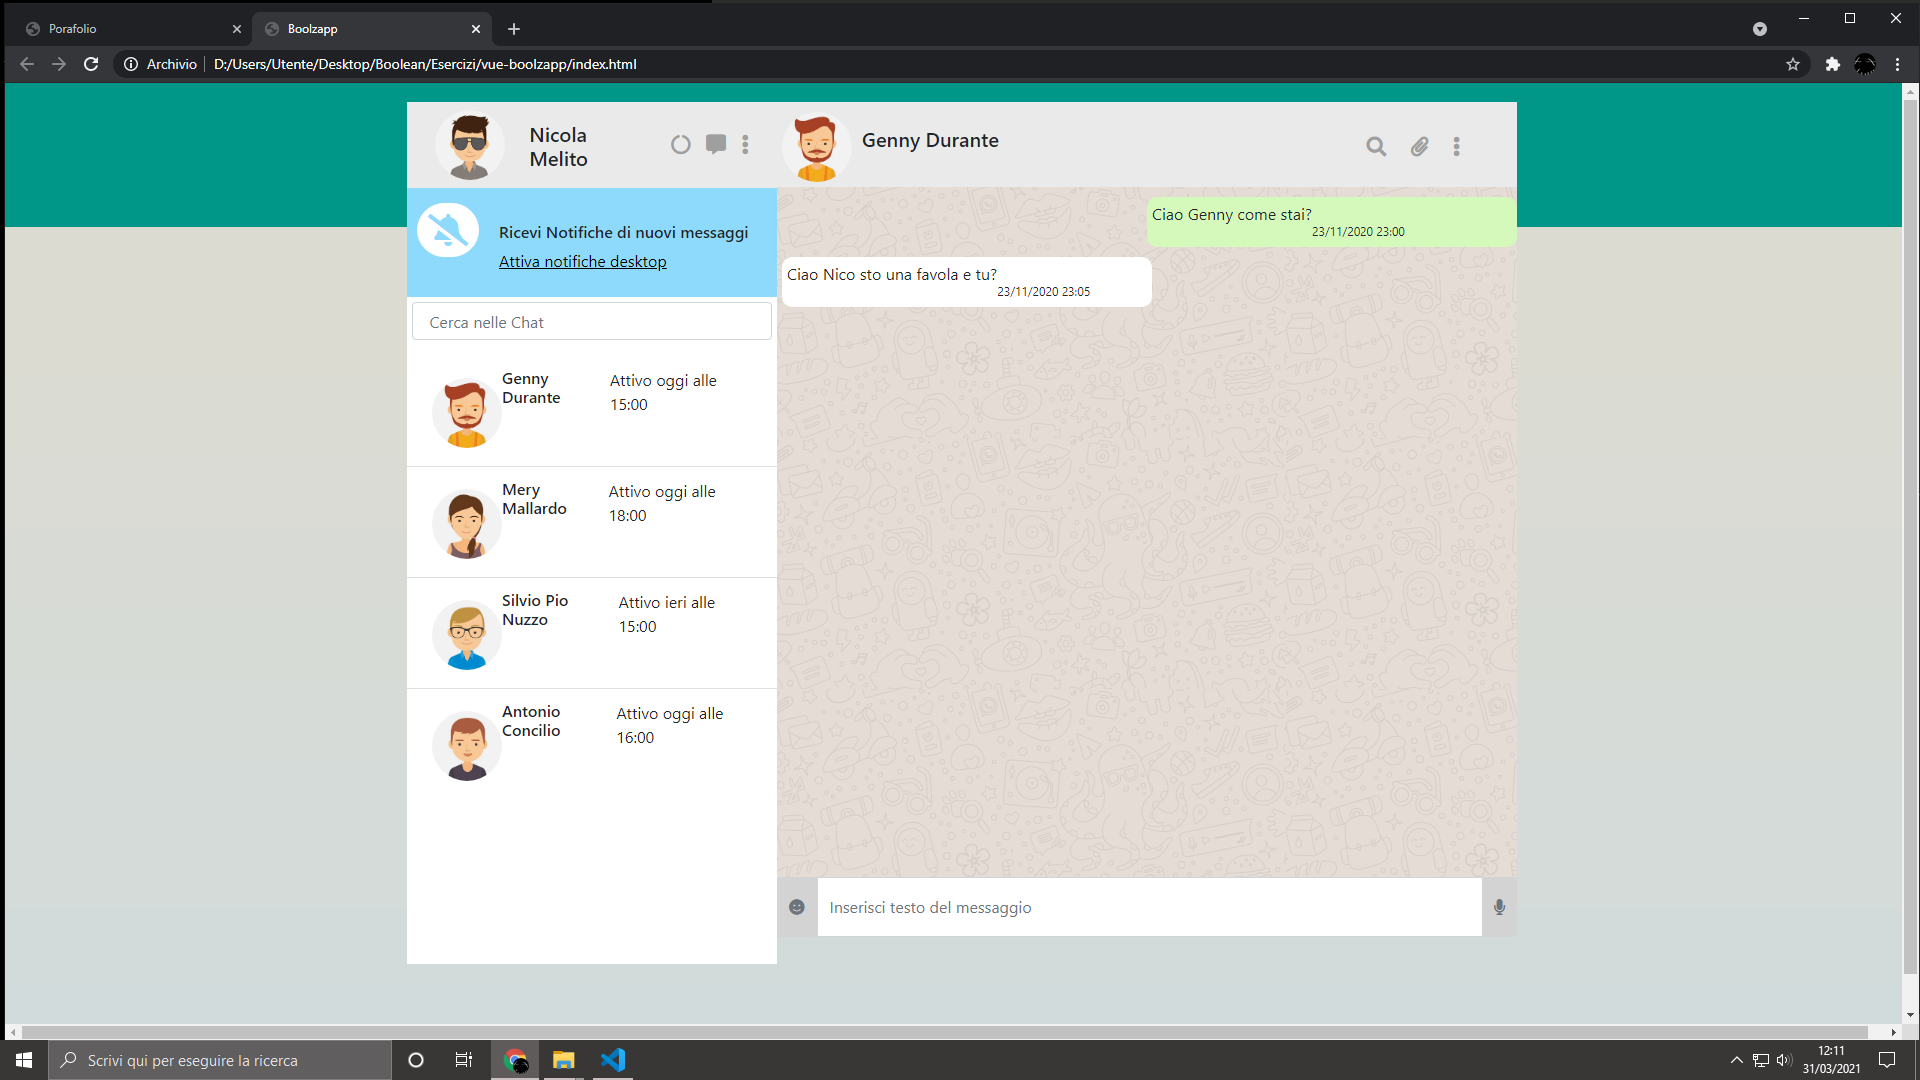 Porafolio
Boolzapp
Archivio
D:/Users/Utente/Desktop/Boolean/Esercizi/vue-boolzapp/index.html
Nicola
Melito
Genny Durante
Ricevi Notifiche di nuovi messaggi
Attiva notifiche desktop
Cerca nelle Chat
Genny
Durante
Attivo oggi alle
15:00
Mery
Mallardo
Attivo oggi alle
18:00
Silvio Pio
Nuzzo
Attivo ieri alle
15:00
Antonio
Concilio
Attivo oggi alle
16:00
Ciao Genny come stai?
23/11/2020 23:00
Ciao Nico sto una favola e tu?
23/11/2020 23:05
Inserisci testo del messaggio
Scrivi qui per eseguire la ricerca
12:11
31/03/2021